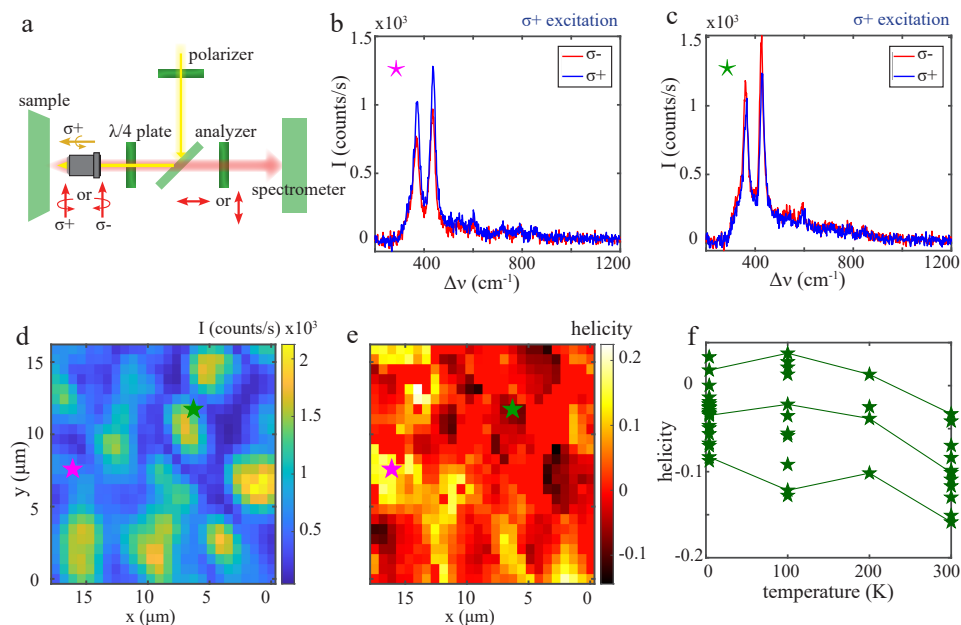 a
polarizer
sample
σ+
λ/4 plate
analyzer
or
σ+
σ-
or
spectrometer
b
x10³
σ+ excitation
1.5
1
0.5
0
I (counts/s)
σ-
σ+
400
800
1200
Δν (cm⁻¹)
c
x10³
σ+ excitation
1.5
1
0.5
0
I (counts/s)
σ-
σ+
400
800
1200
Δν (cm⁻¹)
d
I (counts/s) x10³
15
10
5
0
y (μm)
15
10
5
0
x (μm)
2
1.5
1
0.5
e
helicity
15
10
5
0
x (μm)
0.2
0.1
0
-0.1
f
0
-0.1
-0.2
helicity
0
100
200
300
temperature (K)